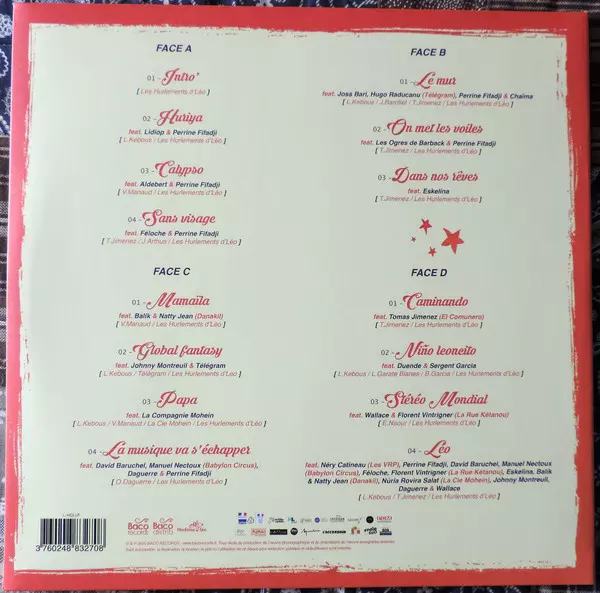 FACE A
01 - Intro'
[ Les Hurlements d'Léo ]
02 - Huriya
feat. Lidiop & Perrine Fifadji
[ L.Kebous / Les Hurlements d'Léo ]
03 - Calypso
feat. Aldebert & Perrine Fifadji
[ V.Manaud / Les Hurlements d'Léo ]
04 - Sans visage
feat. Féloche & Perrine Fifadji
[ T.Jimenez / J.Arthus / Les Hurlements d'Léo ]
FACE B
01 - Le mur
feat. Joss Bari, Hugo Raducanu (Télégram), Perrine Fifadji & Chaïma
[ L.Kebous / J.Barrillet / T.Jimenez / Les Hurlements d'Léo ]
02 - On met les voiles
feat. Les Ogres de Barback & Perrine Fifadji
[ T.Jimenez / Les Hurlements d'Léo ]
03 - Dans nos rêves
feat. Eskelina
[ T.Jimenez / Les Hurlements d'Léo ]
FACE C
01 - Mamaïla
feat. Balik & Natty Jean (Danakil)
[ V.Manaud / Les Hurlements d'Léo ]
02 - Global fantasy
feat. Johnny Montreuil & Télégram
[ L.Kebous / Télégram / Les Hurlements d'Léo ]
03 - Papa
feat. La Compagnie Mohein
[ L.Kebous / V.Manaud / La Cie Mohein / Les Hurlements d'Léo ]
04 - La musique va s'échapper
feat. David Baruchel, Manuel Nectoux (Babylon Circus),
Daguerre & Perrine Fifadji
[ O.Daguerre / Les Hurlements d'Léo ]
FACE D
01 - Caminando
feat. Tomas Jimenez (El Comunero)
[ T.Jimenez / Les Hurlements d'Léo ]
02 - Niño leoncito
feat. Duande & Sergent Garcia
[ L.Kebous / L.Garate Blanes / B.Garcia / Les Hurlements d'Léo ]
03 - Stéréo Mondial
feat. Wallace & Florent Vintrigner (La Rue Kétanou)
[ E.Naour / Les Hurlements d'Léo ]
04 - Léo
feat. Néry Catineau (Les VRP), Perrine Fifadji, David Baruchel, Manuel Nectoux
(Babylon Circus), Féloche, Florent Vintrigner (La Rue Kétanou), Eskelina, Balik
& Natty Jean (Danakil), Núria Rovira Salat (La Cie Mohein), Johnny Montreuil,
Daguerre & Wallace
[ L.Kebous / T.Jimenez / Les Hurlements d'Léo ]
L-HDLLP
3 760248 832708
Baco records
Baco distrib